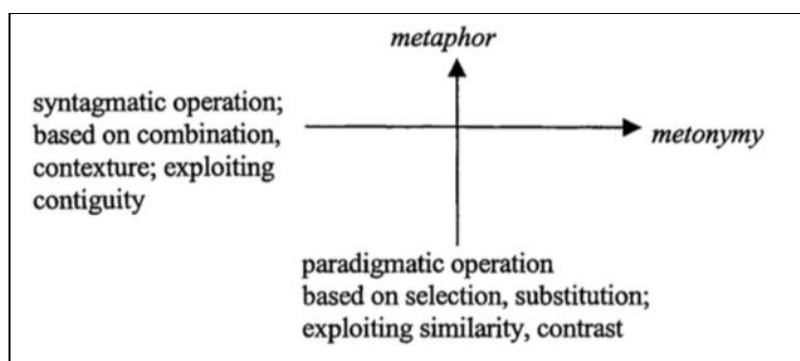 metaphor
syntagmatic operation;
based on combination,
contexture; exploiting
contiguity
metonymy
paradigmatic operation
based on selection, substitution;
exploiting similarity, contrast